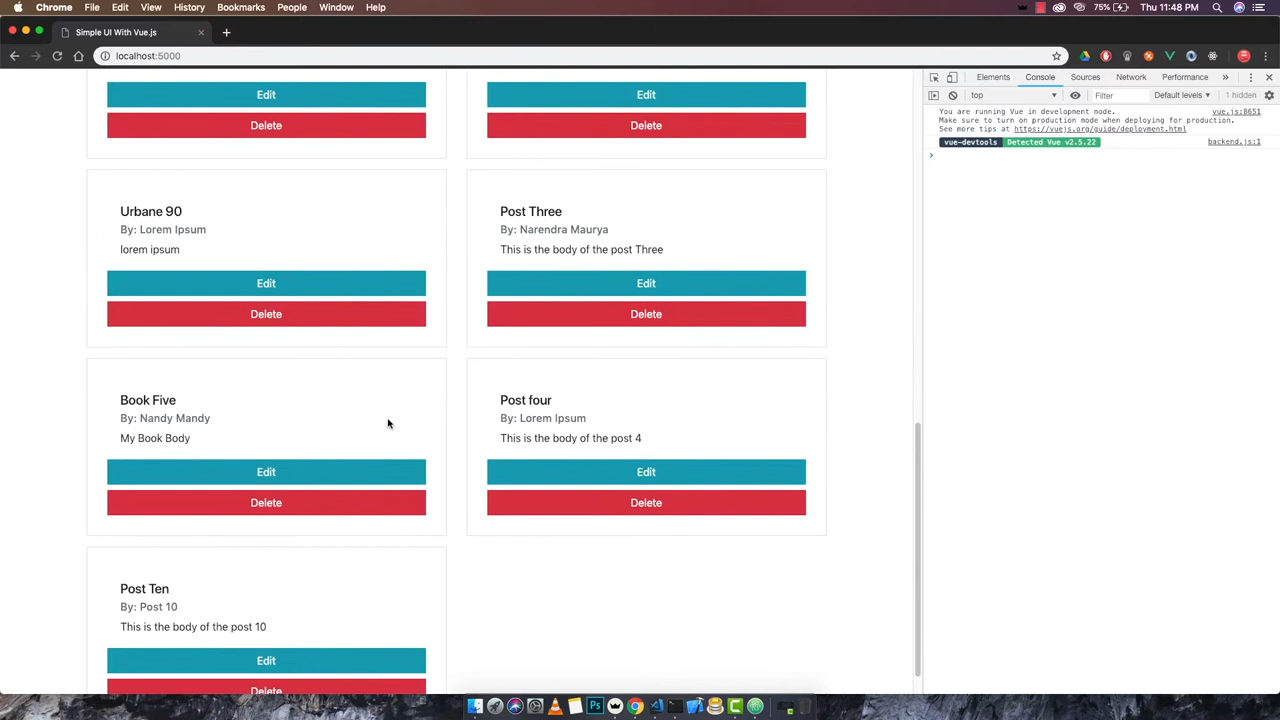 Chrome File Edit View History Bookmarks People Window Help 75% Thu 11:48 PM
Simple UI With Vue.js
localhost:5000
Elements Console Sources Network Performance
top Filter Default levels 1 hidden
You are running Vue in development mode. vue.js:8651
Make sure to turn on production mode when deploying for production.
See more tips at https://vuejs.org/guide/deployment.html
vue-devtools Detected Vue v2.5.22 backend.js:1
Edit
Delete
Edit
Delete
Urbane 90
By: Lorem Ipsum
lorem ipsum
Edit
Delete
Post Three
By: Narendra Maurya
This is the body of the post Three
Edit
Delete
Book Five
By: Nandy Mandy
My Book Body
Edit
Delete
Post four
By: Lorem Ipsum
This is the body of the post 4
Edit
Delete
Post Ten
By: Post 10
This is the body of the post 10
Edit
Delete
Ps